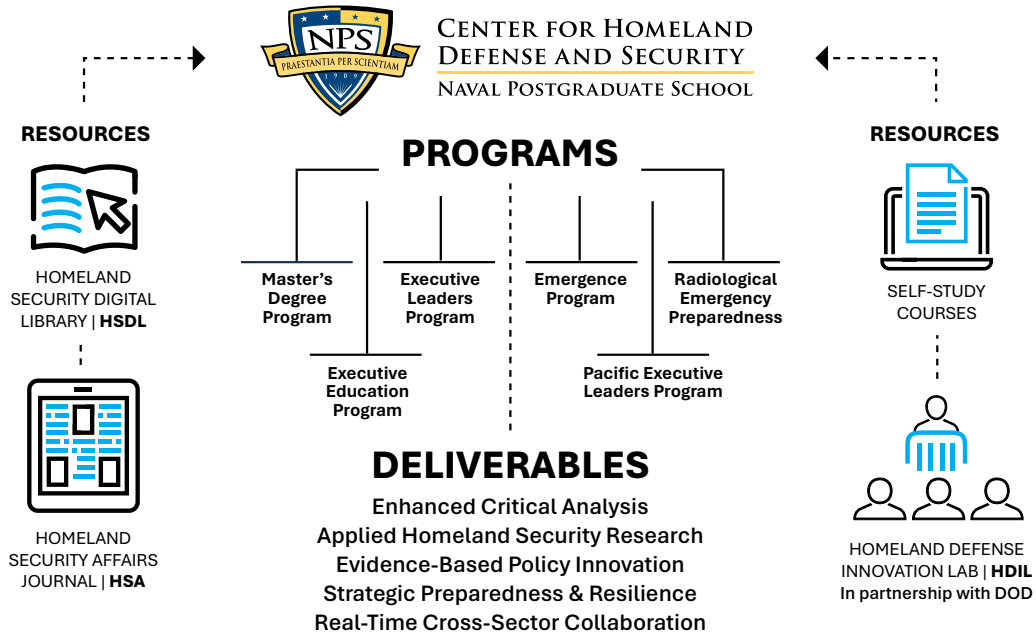 NPS
PRAESTANTIA PER SCIENTIAM
1909
CENTER FOR HOMELAND
DEFENSE AND SECURITY
NAVAL POSTGRADUATE SCHOOL
RESOURCES
HOMELAND
SECURITY DIGITAL
LIBRARY | HSDL
HOMELAND
SECURITY AFFAIRS
JOURNAL | HSA
PROGRAMS
Master's
Degree
Program
Executive
Education
Program
Executive
Leaders
Program
Emergence
Program
Pacific Executive
Leaders Program
Radiological
Emergency
Preparedness
DELIVERABLES
Enhanced Critical Analysis
Applied Homeland Security Research
Evidence-Based Policy Innovation
Strategic Preparedness & Resilience
Real-Time Cross-Sector Collaboration
RESOURCES
SELF-STUDY
COURSES
HOMELAND DEFENSE
INNOVATION LAB | HDIL
In partnership with DOD